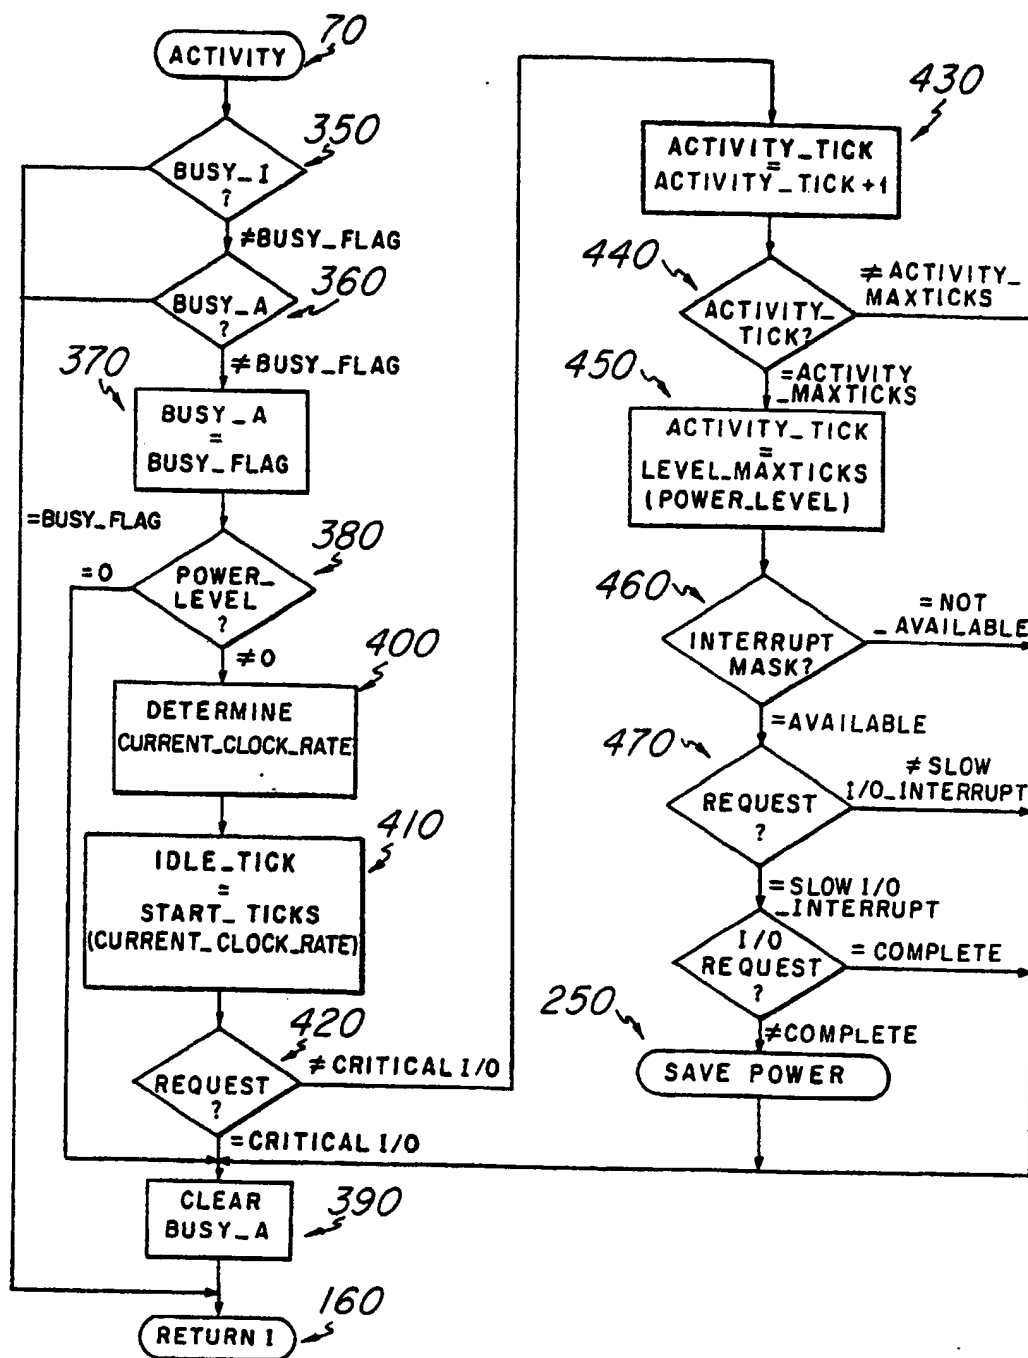 70
ACTIVITY
350
BUSY_I
?
≠BUSY_FLAG
360
BUSY_A
?
≠BUSY_FLAG
370
BUSY_A
=
BUSY_FLAG
=BUSY_FLAG
380
=0
POWER_
LEVEL
?
≠0
400
DETERMINE
CURRENT_CLOCK_RATE
410
IDLE_TICK
=
START_TICKS
(CURRENT_CLOCK_RATE)
420
≠CRITICAL I/O
REQUEST
?
=CRITICAL I/O
CLEAR
BUSY_A
390
160
RETURN I
430
ACTIVITY_TICK
=
ACTIVITY_TICK+1
440
≠ ACTIVITY_
MAXTICKS
ACTIVITY_
TICK?
450
=ACTIVITY
_MAXTICKS
ACTIVITY_TICK
=
LEVEL_MAXTICKS
(POWER_LEVEL)
460
=NOT
_AVAILABLE
INTERRUPT
MASK?
=AVAILABLE
470
≠ SLOW
I/O_INTERRUPT
REQUEST
?
=SLOW I/O
_INTERRUPT
I/O
REQUEST
?
=COMPLETE
250
≠COMPLETE
SAVE POWER